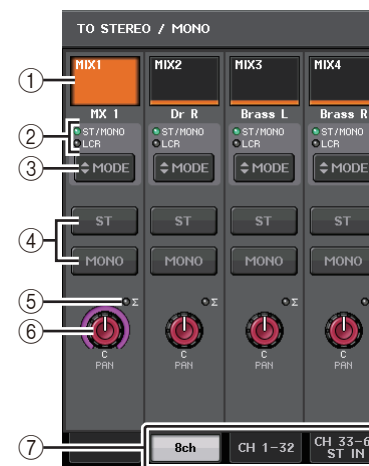 TO STEREO / MONO
MIX1 MIX2 MIX3 MIX4
1
MX 1 Dr R Brass L Brass R
2 ST/MONO ST/MONO ST/MONO ST/MONO
LCR LCR LCR LCR
3 MODE MODE MODE MODE
4 ST ST ST ST
MONO MONO MONO MONO
5 Σ Σ Σ
6
C C C C
PAN PAN PAN PAN
7 8ch CH 1-32 CH 33-6
ST IN